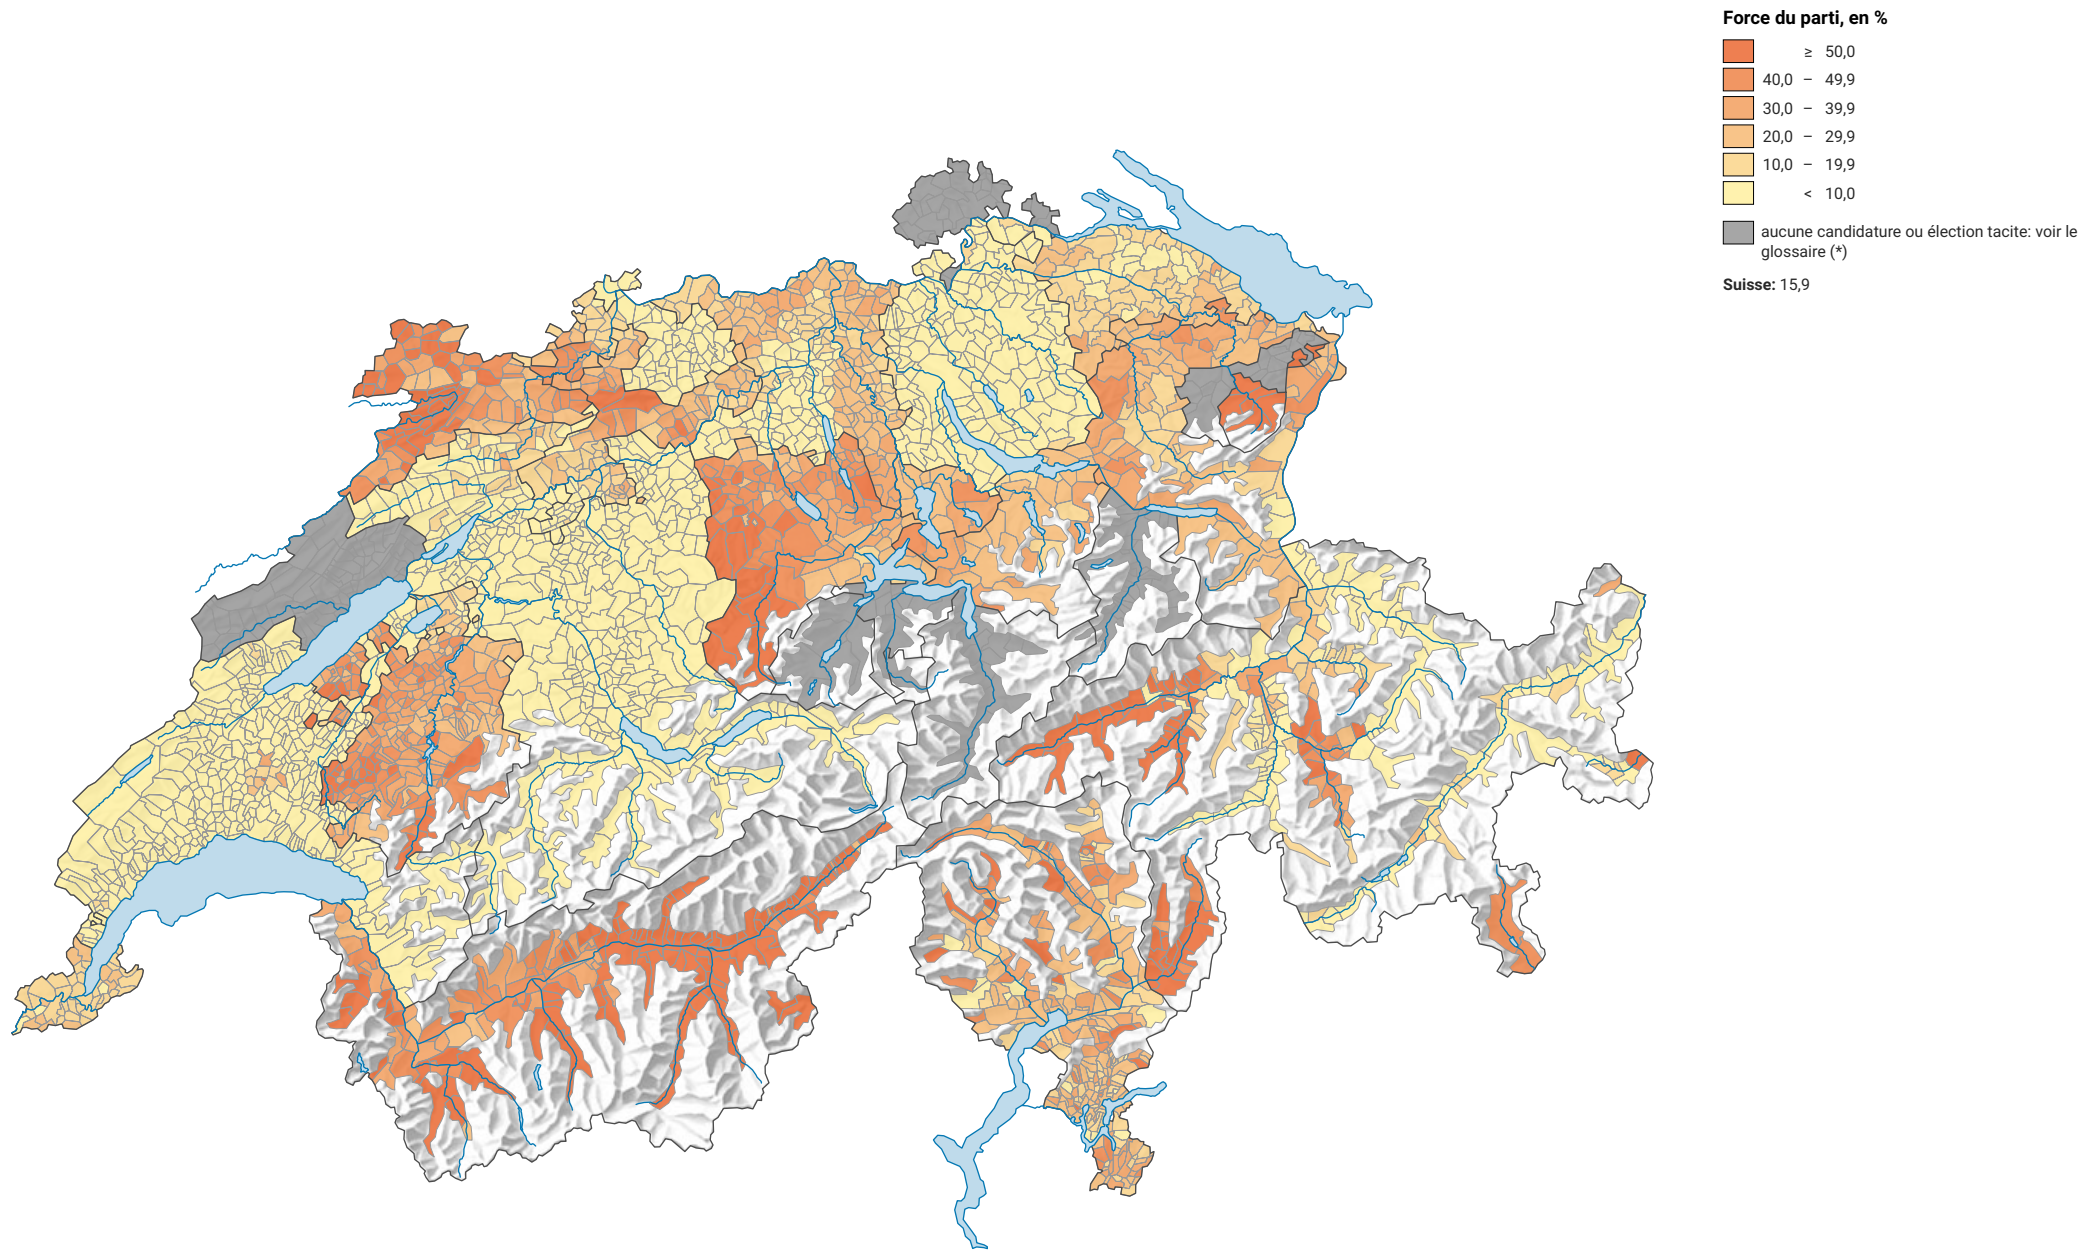 Force du parti, en %
≥ 50,0
40,0 – 49,9
30,0 – 39,9
20,0 – 29,9
10,0 – 19,9
< 10,0
aucune candidature ou élection tacite: voir le
glossaire (*)
Suisse: 15,9